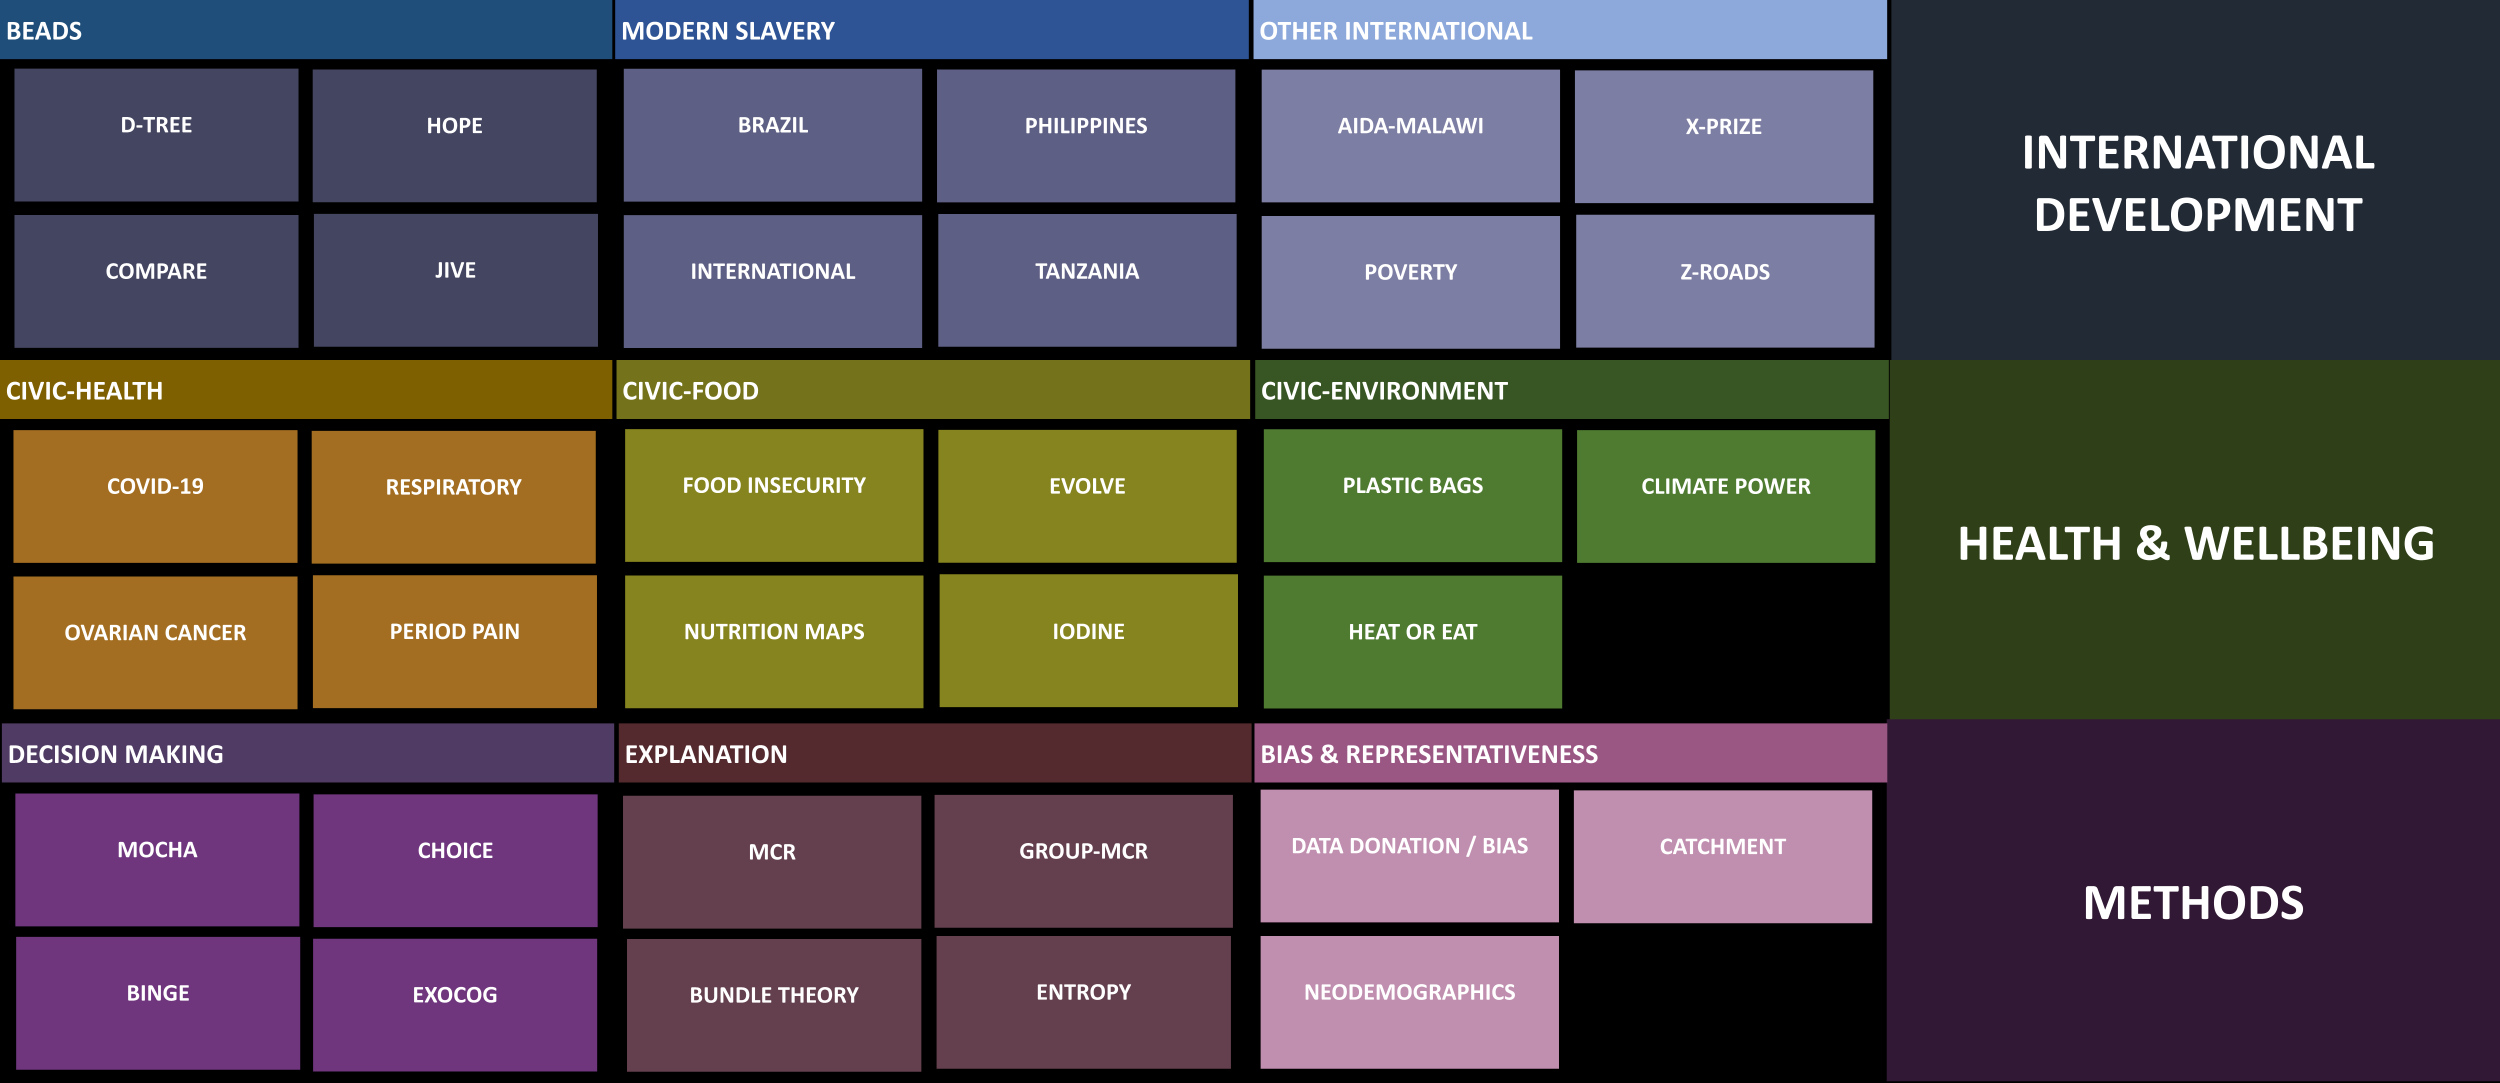 BEADS
MODERN SLAVERY
OTHER INTERNATIONAL
D-TREE
HOPE
BRAZIL
PHILIPPINES
AIDA-MALAWI
X-PRIZE
INTERNATIONAL
DEVELOPMENT
COMPARE
JIVE
INTERNATIONAL
TANZANIA
POVERTY
Z-ROADS
CIVIC-HEALTH
CIVIC-FOOD
CIVIC-ENVIRONMENT
COVID-19
RESPIRATORY
FOOD INSECURITY
EVOLVE
PLASTIC BAGS
CLIMATE POWER
HEALTH & WELLBEING
OVARIAN CANCER
PERIOD PAIN
NUTRITION MAPS
IODINE
HEAT OR EAT
DECISION MAKING
EXPLANATION
BIAS & REPRESENTATIVENESS
MOCHA
CHOICE
MCR
GROUP-MCR
DATA DONATION / BIAS
CATCHMENT
METHODS
BINGE
EXOCOG
BUNDLE THEORY
ENTROPY
NEODEMOGRAPHICS